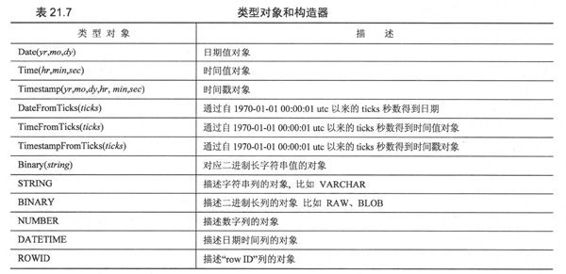 表 21.7 类型对象和构造器
类 型 对 象 描 述
Date(yr,mo,dy) 日期值对象
Time(hr,min,sec) 时间值对象
Timestamp(yr,mo,dy,hr, min,sec) 时间戳对象
DateFromTicks(ticks) 通过自 1970-01-01 00:00:01 utc 以来的 ticks 秒数得到日期
TimeFromTicks(ticks) 通过自 1970-01-01 00:00:01 utc 以来的 ticks 秒数得到时间值对象
TimestampFromTicks(ticks) 通过自 1970-01-01 00:00:01 utc 以来的 ticks 秒数得到时间戳对象
Binary(string) 对应二进制长字符串值的对象
STRING 描述字符串列的对象, 比如 VARCHAR
BINARY 描述二进制长列的对象 比如 RAW、BLOB
NUMBER 描述数字列的对象
DATETIME 描述日期时间列的对象
ROWID 描述“row ID”列的对象